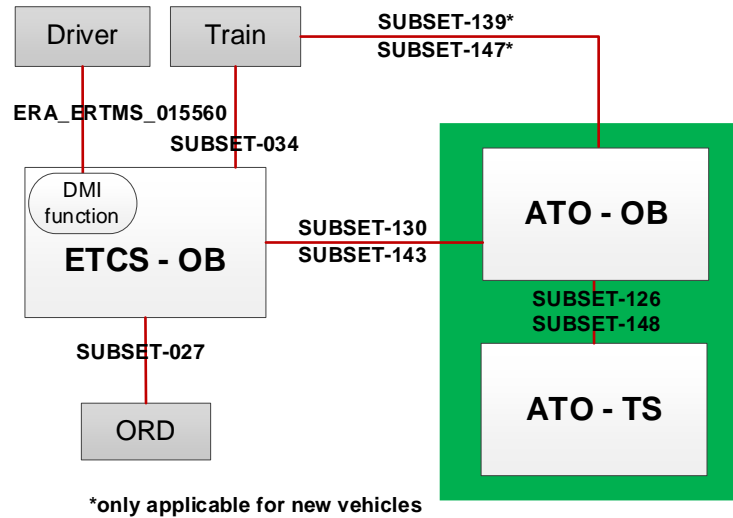 Driver
Train
SUBSET-139*
SUBSET-147*
ERA_ERTMS_015560
SUBSET-034
DMI
function
ETCS - OB
SUBSET-130
SUBSET-143
ATO - OB
SUBSET-126
SUBSET-148
SUBSET-027
ATO - TS
ORD
*only applicable for new vehicles